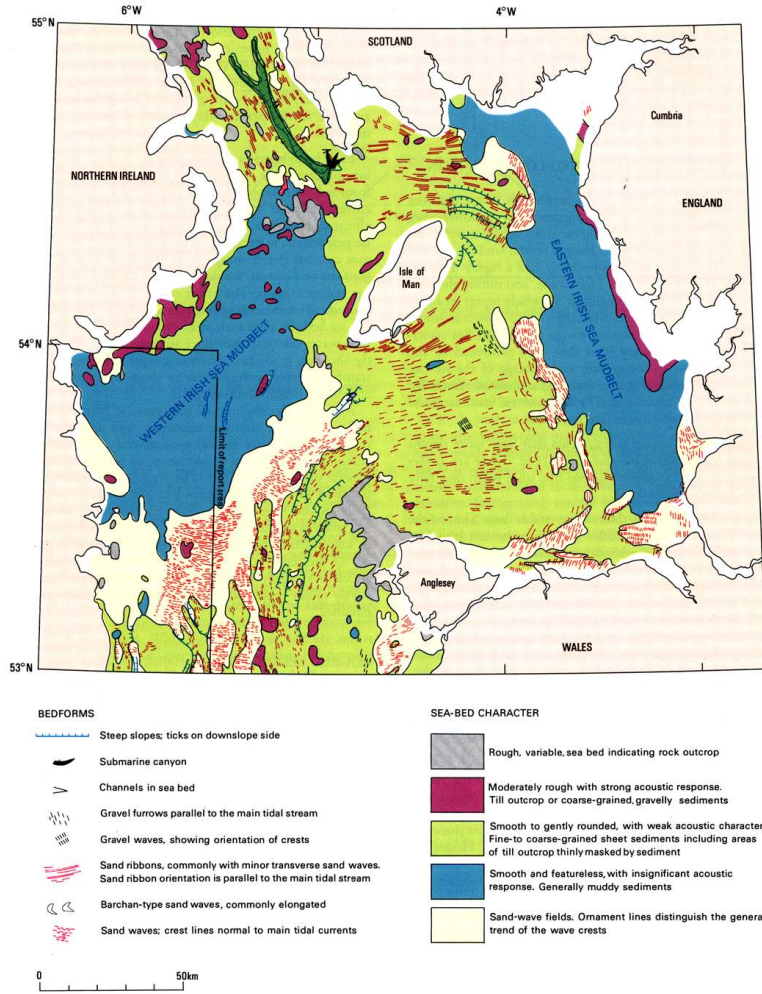 6°W
4°W
55°N
SCOTLAND
Cumbria
NORTHERN IRELAND
ENGLAND
Isle of
Man
EASTERN IRISH SEA MUDBELT
54°N
WESTERN IRISH SEA MUDBELT
Limit of report area
Anglesey
WALES
53°N
BEDFORMS
Steep slopes; ticks on downslope side
Submarine canyon
Channels in sea bed
Gravel furrows parallel to the main tidal stream
Gravel waves, showing orientation of crests
Sand ribbons, commonly with minor transverse sand waves.
Sand ribbon orientation is parallel to the main tidal stream
Barchan-type sand waves, commonly elongated
Sand waves; crest lines normal to main tidal currents
0 50km
SEA-BED CHARACTER
Rough, variable, sea bed indicating rock outcrop
Moderately rough with strong acoustic response.
Till outcrop or coarse-grained, gravelly sediments
Smooth to gently rounded, with weak acoustic character
Fine-to coarse-grained sheet sediments including areas
of till outcrop thinly masked by sediment
Smooth and featureless, with insignificant acoustic
response. Generally muddy sediments
Sand-wave fields. Ornament lines distinguish the genera
trend of the wave crests